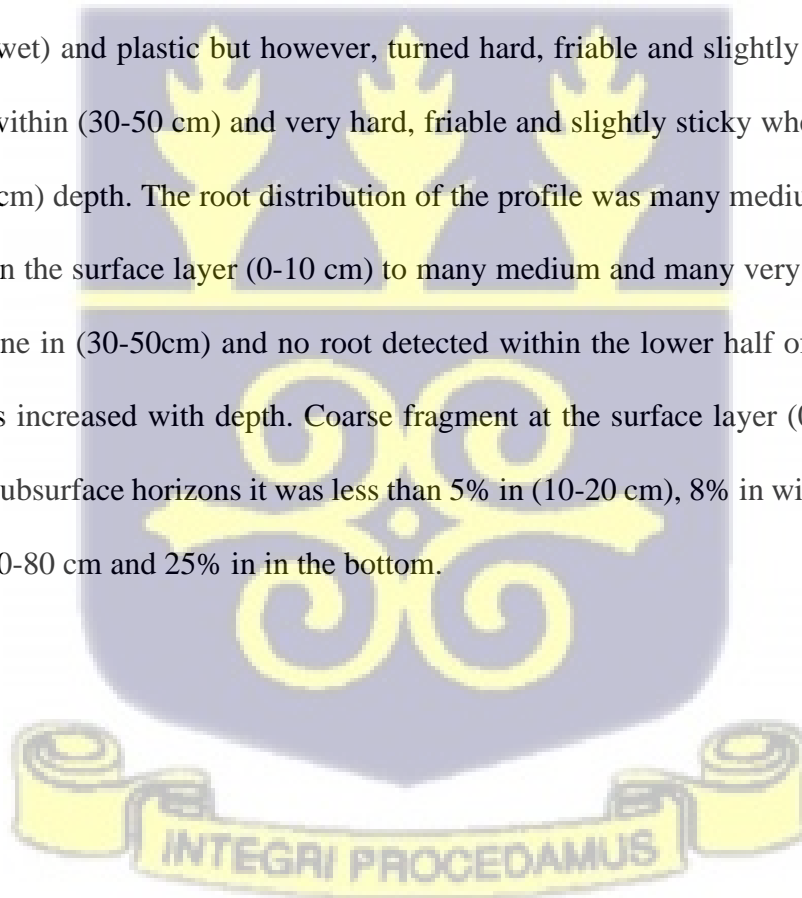 wet) and plastic but however, turned hard, friable and slightly
within (30-50 cm) and very hard, friable and slightly sticky
cm) depth. The root distribution of the profile was many
n the surface layer (0-10 cm) to many medium and many very
ne in (30-50cm) and no root detected within the lower half
s increased with depth. Coarse fragment at the surface layer
ubsurface horizons it was less than 5% in (10-20 cm), 8% in
0-80 cm and 25% in in the bottom.
INTEGRI PROCEDAMUS